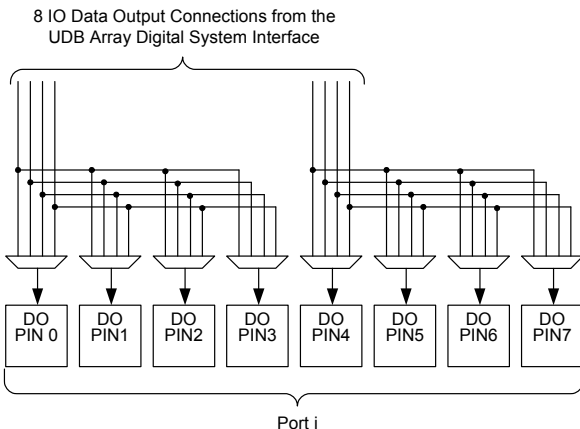 8 IO Data Output Connections from the
UDB Array Digital System Interface
DO
PIN 0
DO
PIN1
DO
PIN2
DO
PIN3
DO
PIN4
DO
PIN5
DO
PIN6
DO
PIN7
Port i